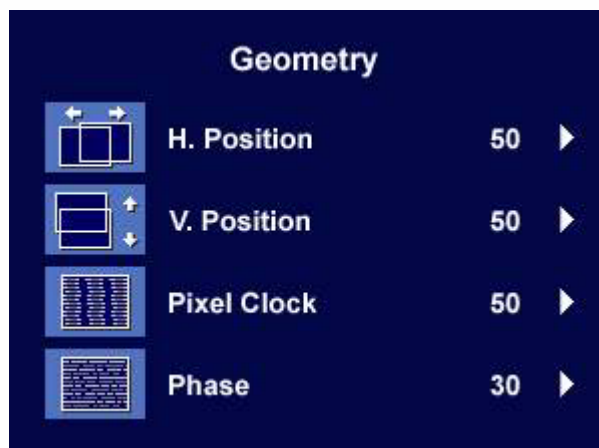 Geometry
H. Position 50
V. Position 50
Pixel Clock 50
Phase 30